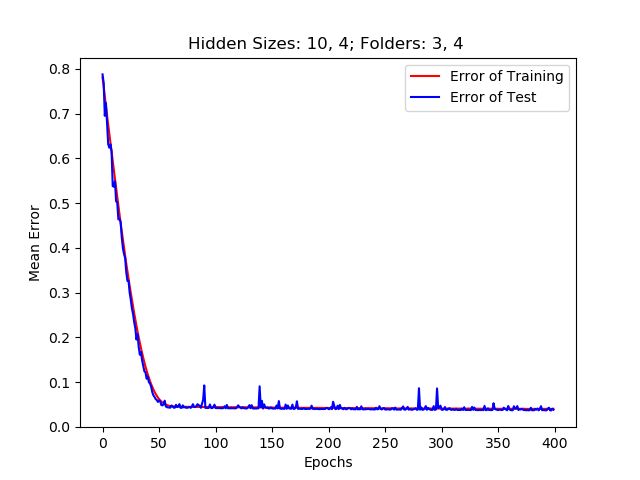 Hidden Sizes: 10, 4; Folders: 3, 4
Error of Training
Error of Test
Mean Error
0.8
0.7
0.6
0.5
0.4
0.3
0.2
0.1
0.0
0 50 100 150 200 250 300 350 400
Epochs